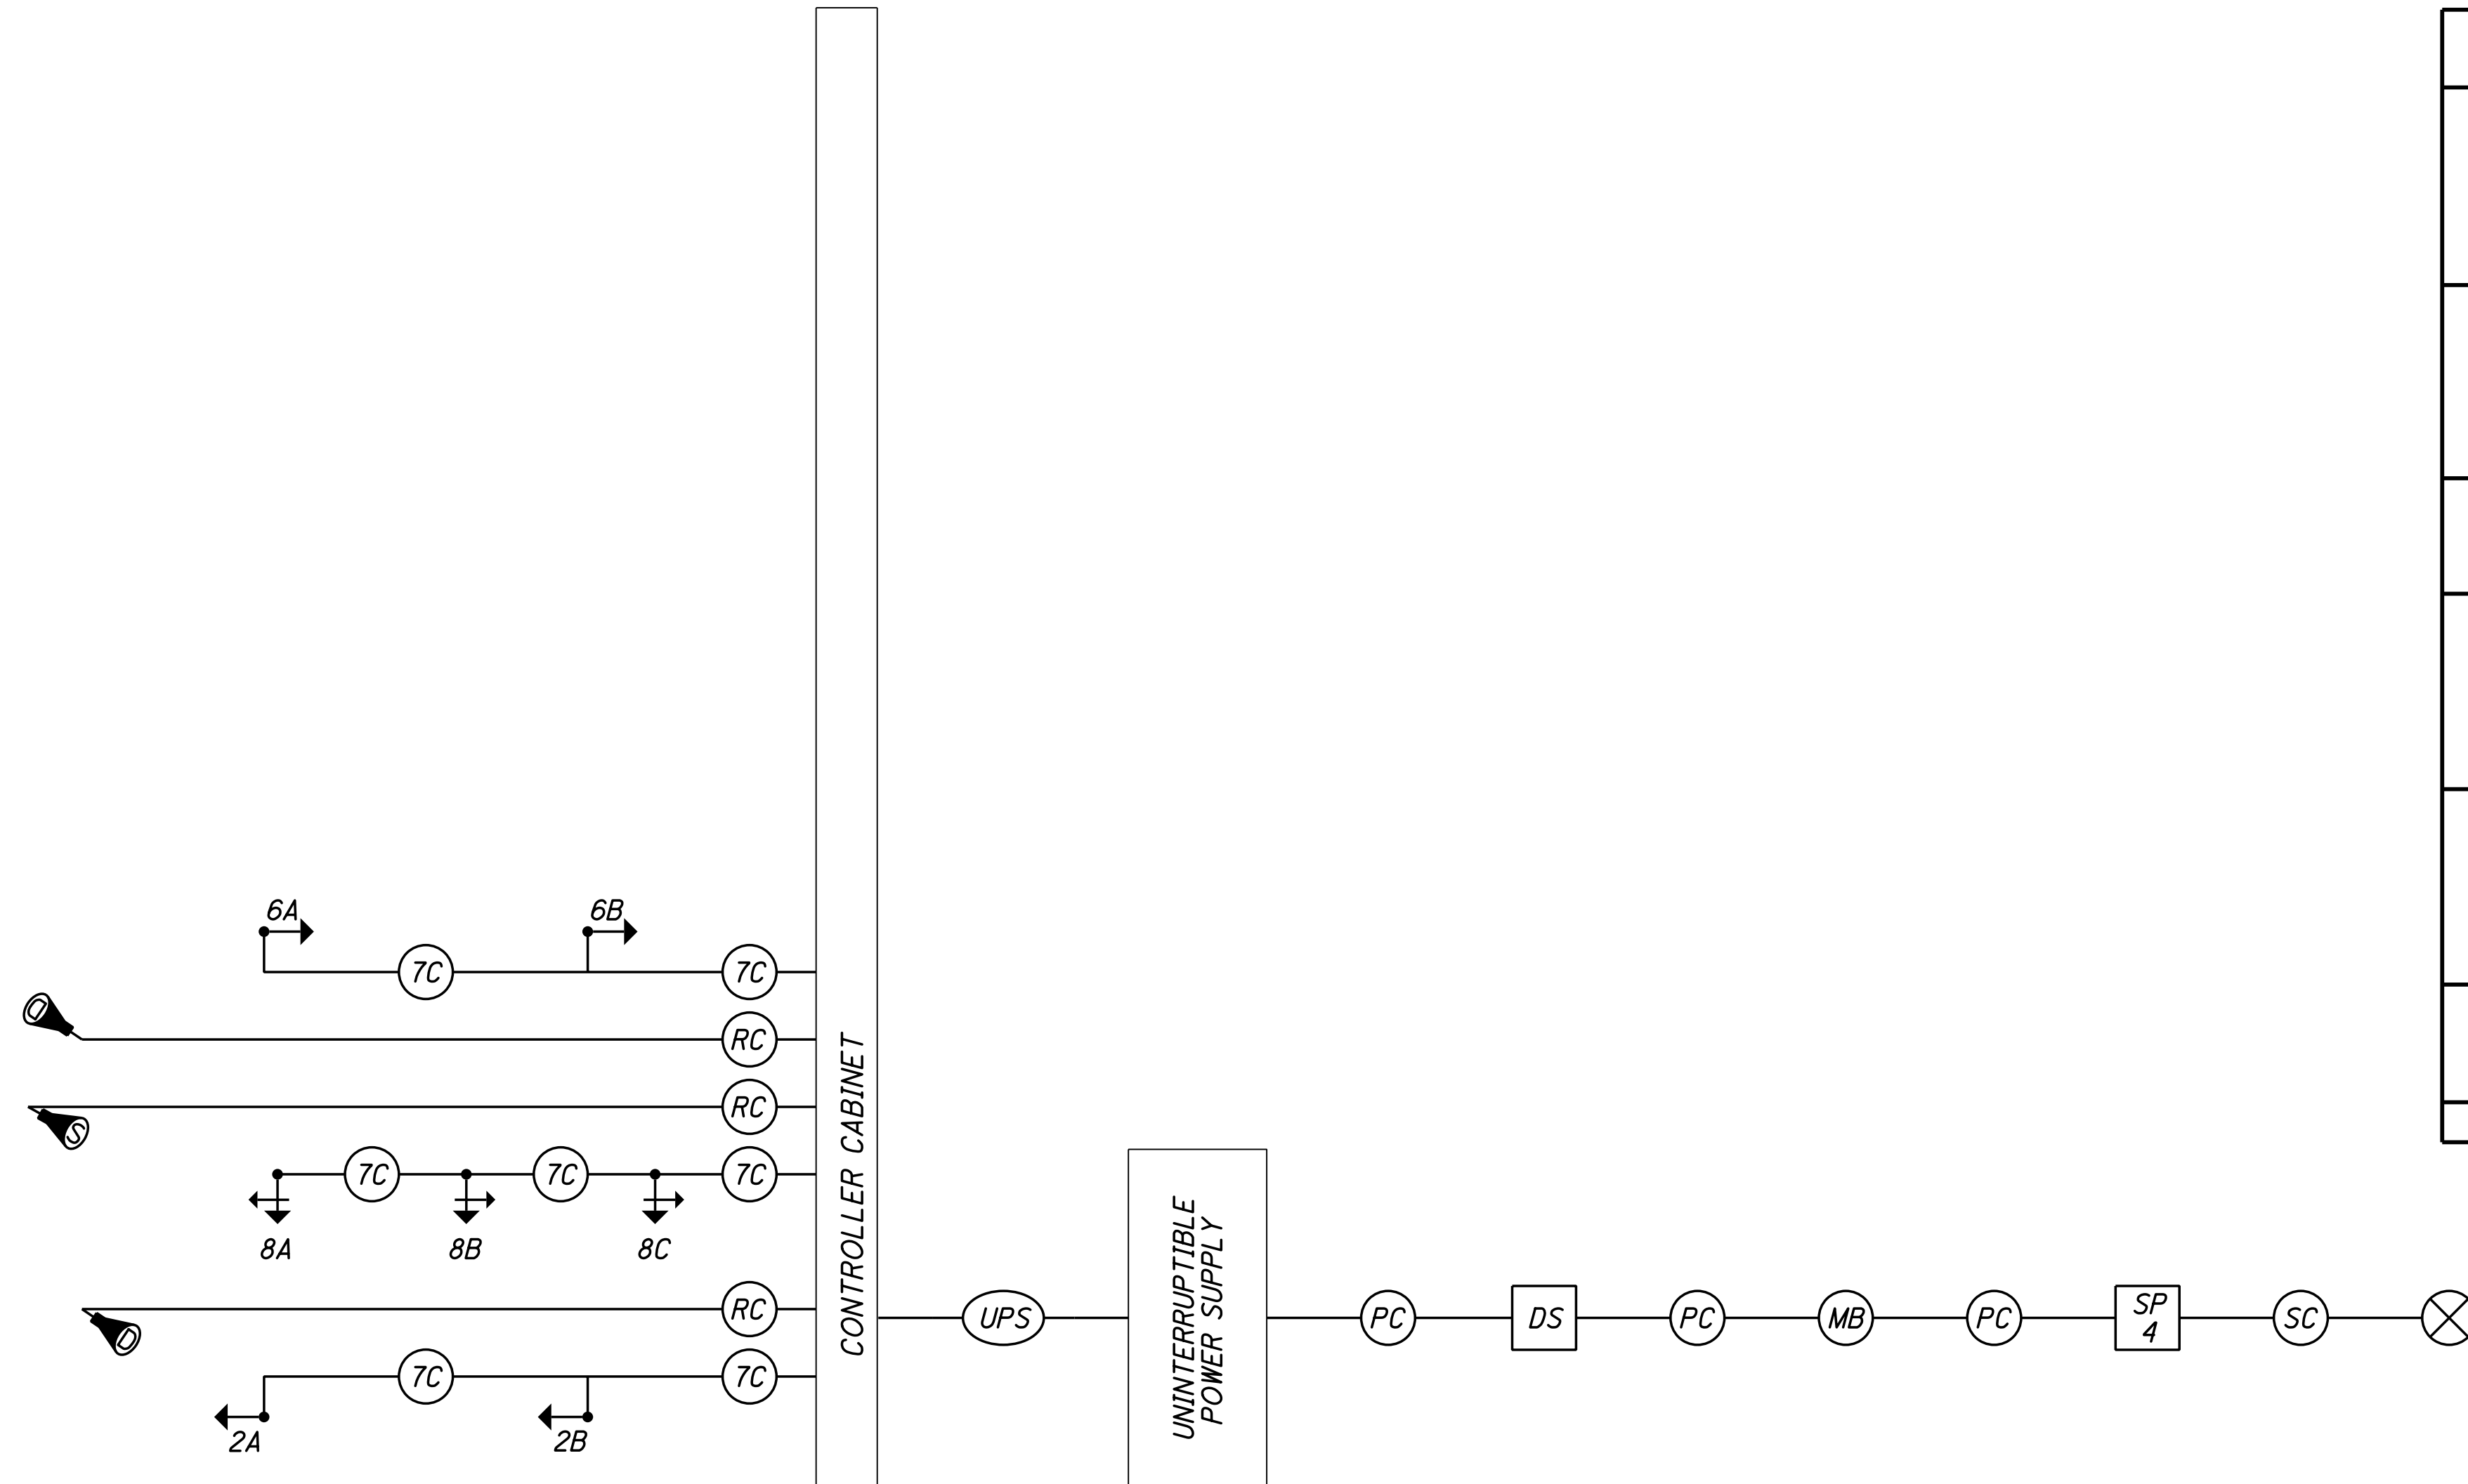 6A 6B
7C 7C
D
RC
RC
S
7C 7C 7C
8A 8B 8C
RC
D
7C 7C
2A 2B
CONTROLLER CABINET
UPS
UNINTERRUPTIBLE
POWER SUPPLY
PC
DS
PC
MB
PC
SP
4
SC